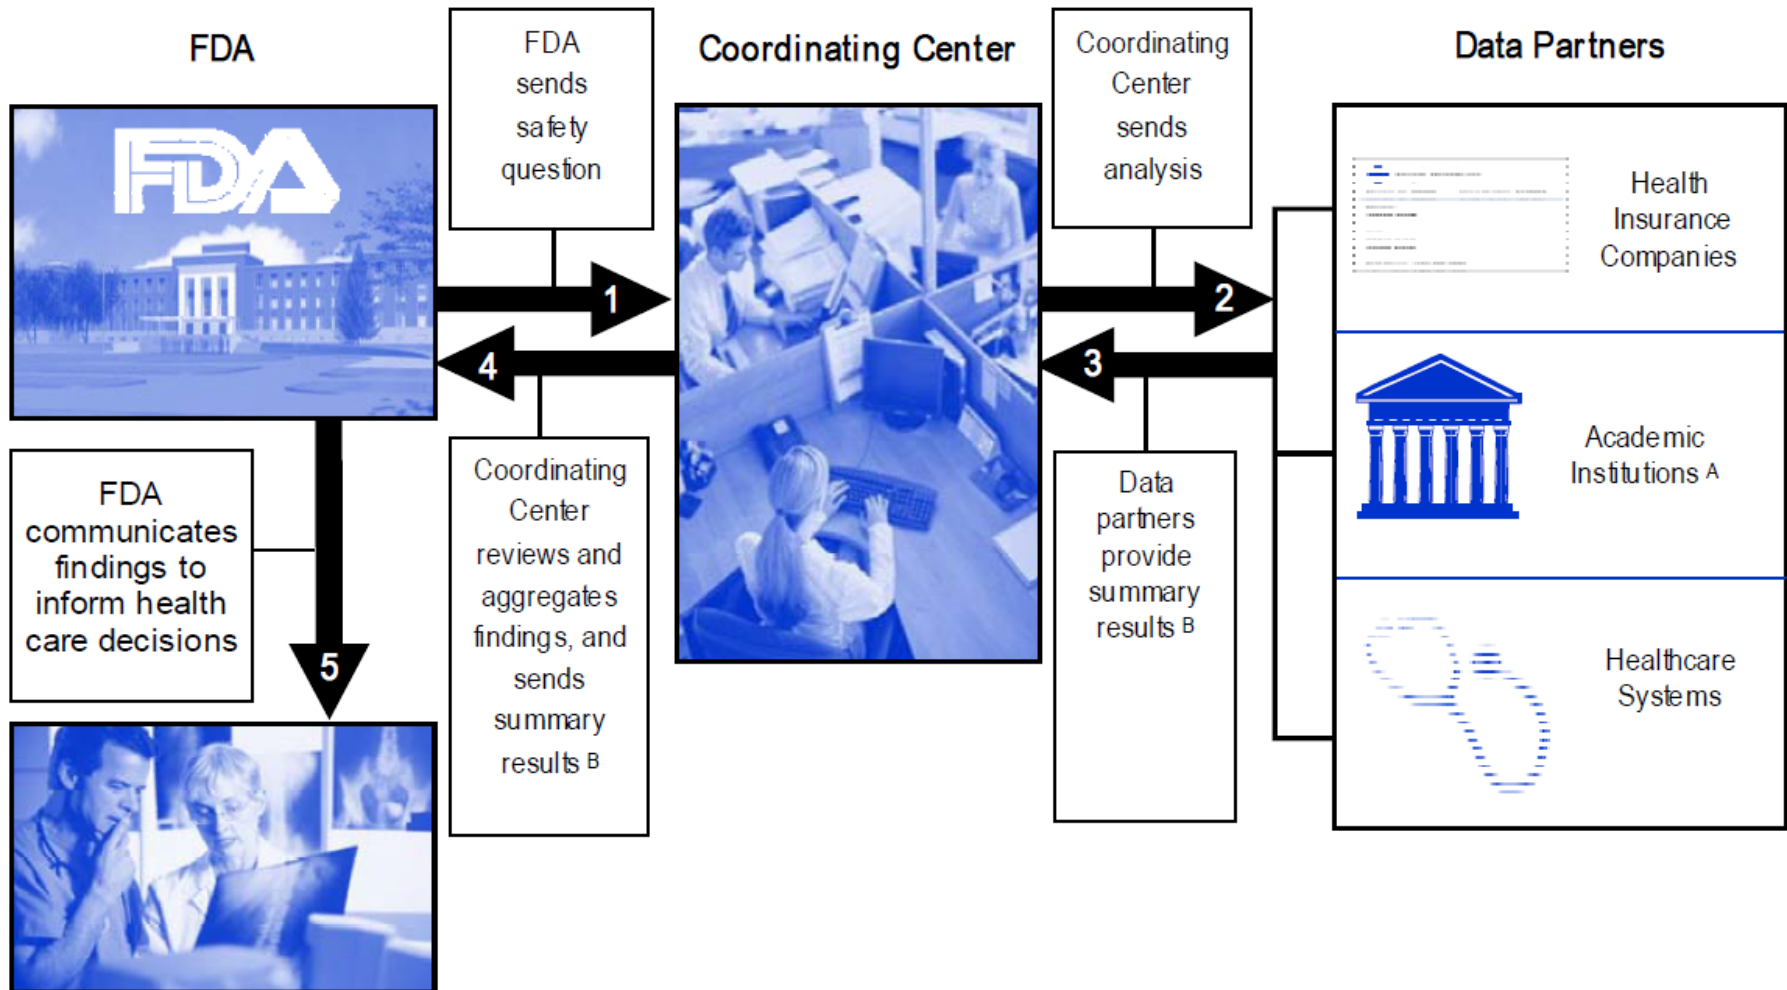 FDA
FDA
sends
safety
question
Coordinating Center
Coordinating
Center
sends
analysis
Data Partners
FDA
Health
Insurance
Companies
1
2
4
3
Academic
Institutions A
FDA
communicates
findings to
inform health
care decisions
Coordinating
Center
reviews and
aggregates
findings, and
sends
summary
results B
Data
partners
provide
summary
results B
5
Healthcare
Systems